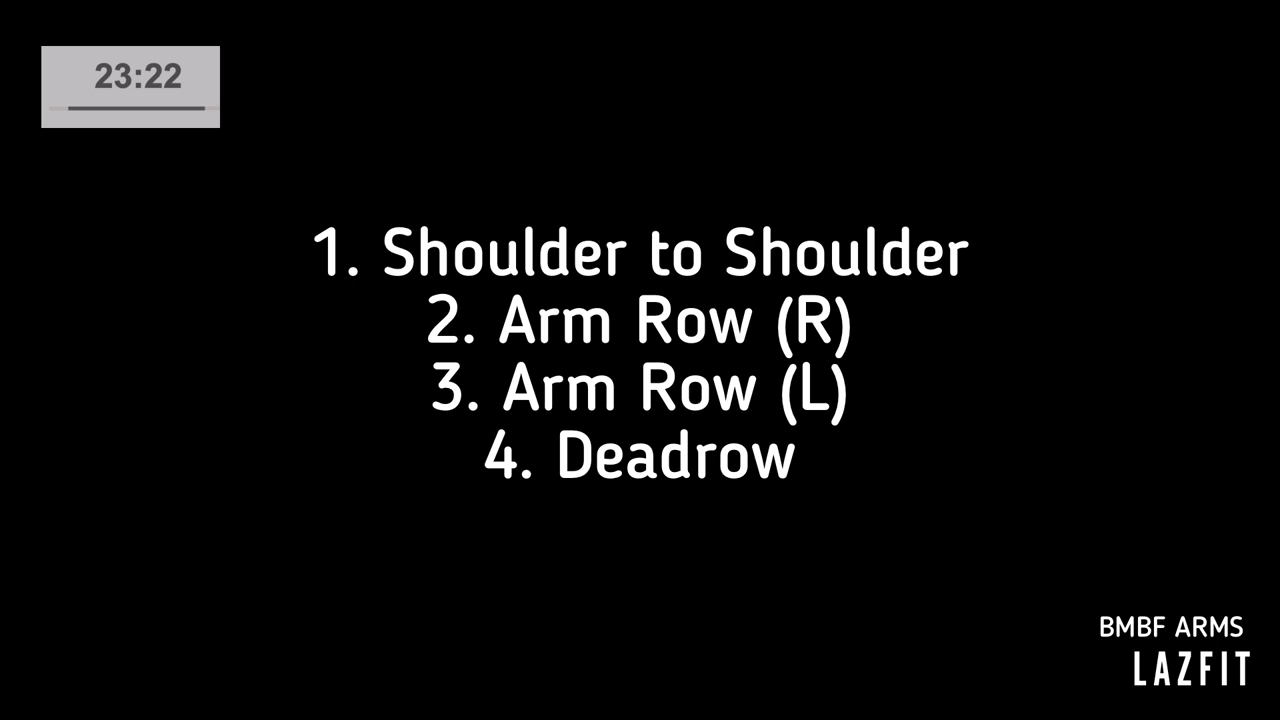 23:22
1. Shoulder to Shoulder
2. Arm Row (R)
3. Arm Row (L)
4. Deadrow
BMBF ARMS
LAZFIT